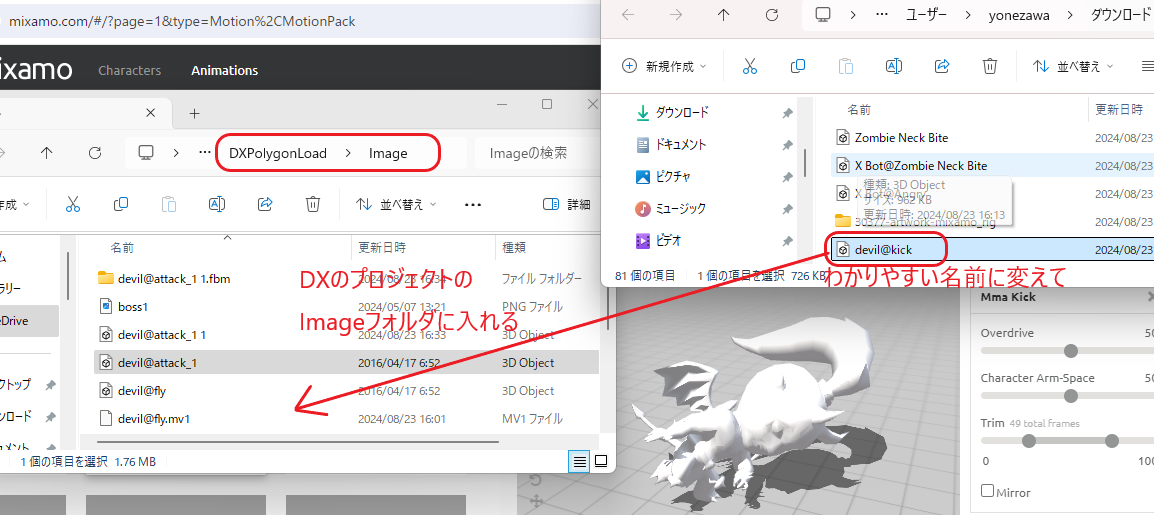 mixamo.com/#/?page=1&type=Motion%2CMotionPack
ixamo
Characters
Animations
DXPolygonLoad
Image
Imageの検索
作成
並べ替え
詳細
名前
更新日時
種類
devil@attack_1 1.fbm
2024/08/23 16:34
ファイル フォルダー
boss1
2024/05/07 13:21
PNG ファイル
devil@attack_1 1
2024/08/23 16:33
3D Object
devil@attack_1
2016/04/17 6:52
3D Object
devil@fly
2016/04/17 6:52
3D Object
devil@fly.mv1
2024/08/23 16:01
MV1 ファイル
ム
ラリー
eDrive
クトップ
ンロード
ュメント
1 個の項目を選択 1.76 MB
DXのプロジェクトの
Imageフォルダに入れる
ユーザー
yonezawa
ダウンロード
新規作成
並べ替え
ダウンロード
ドキュメント
ピクチャ
ミュージック
ビデオ
名前
更新日時
Zombie Neck Bite
2024/08/23
X Bot@Zombie Neck Bite
2024/08/23
種類: 3D Object
X Bot@Angry
2024/08/23
サイズ: 962 KB
更新日時: 2024/08/23 16:13
30377-artwork-mixamo_rig
2024/08/23
devil@kick
2024/08/23
81 個の項目
1 個の項目を選択 726 KB
わかりやすい名前に変えて
Mma Kick
Overdrive
50
Character Arm-Space
50
Trim
49 total frames
0
100
Mirror